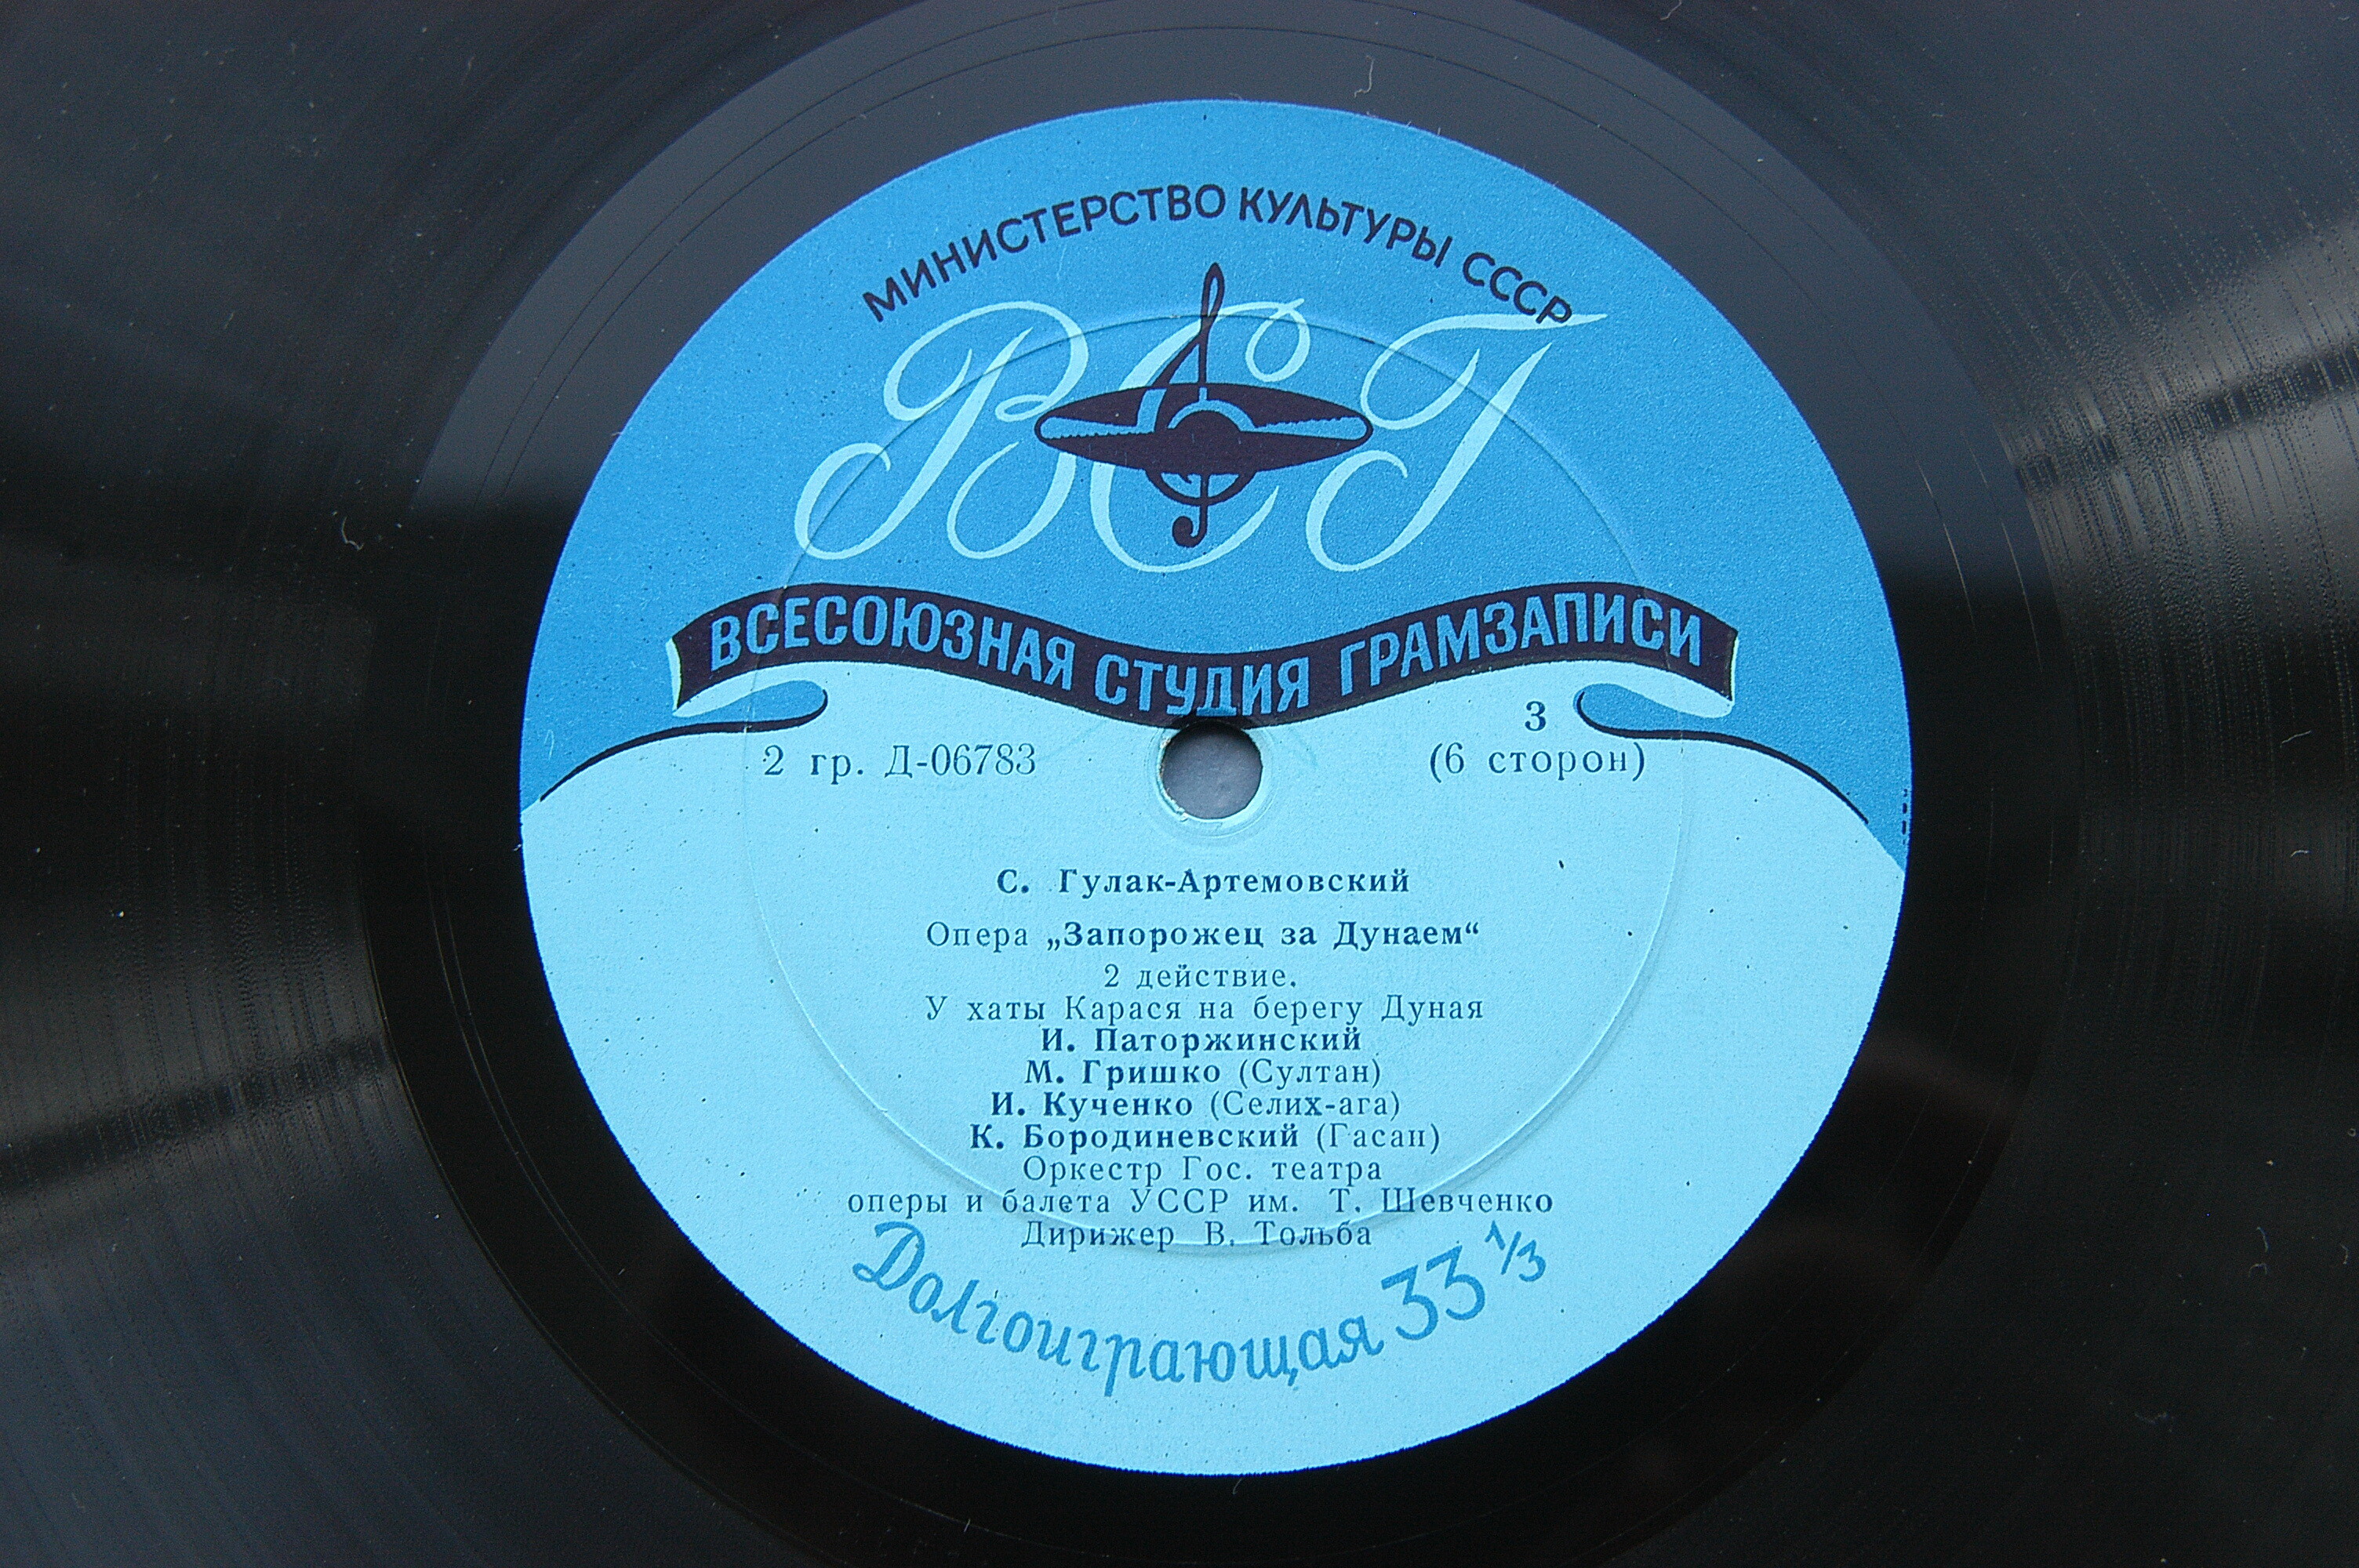 МИНИСТЕРСТВО КУЛЬТУРЫ СССР
ВСГ
ВСЕСОЮЗНАЯ СТУДИЯ ГРАМЗАПИСИ
2 гр. Д-06783
3
(6 сторон)
С. Гулак-Артемовский
Опера „Запорожец за Дунаем“
2 действие.
У хаты Карася на берегу Дуная
И. Паторжинский
М. Гришко (Султан)
И. Кученко (Селих-ага)
К. Бородиневский (Гасан)
Оркестр Гос. театра
оперы и балета УССР им. Т. Шевченко
Дирижер В. Тольба
Долгоиграющая 33 1/3